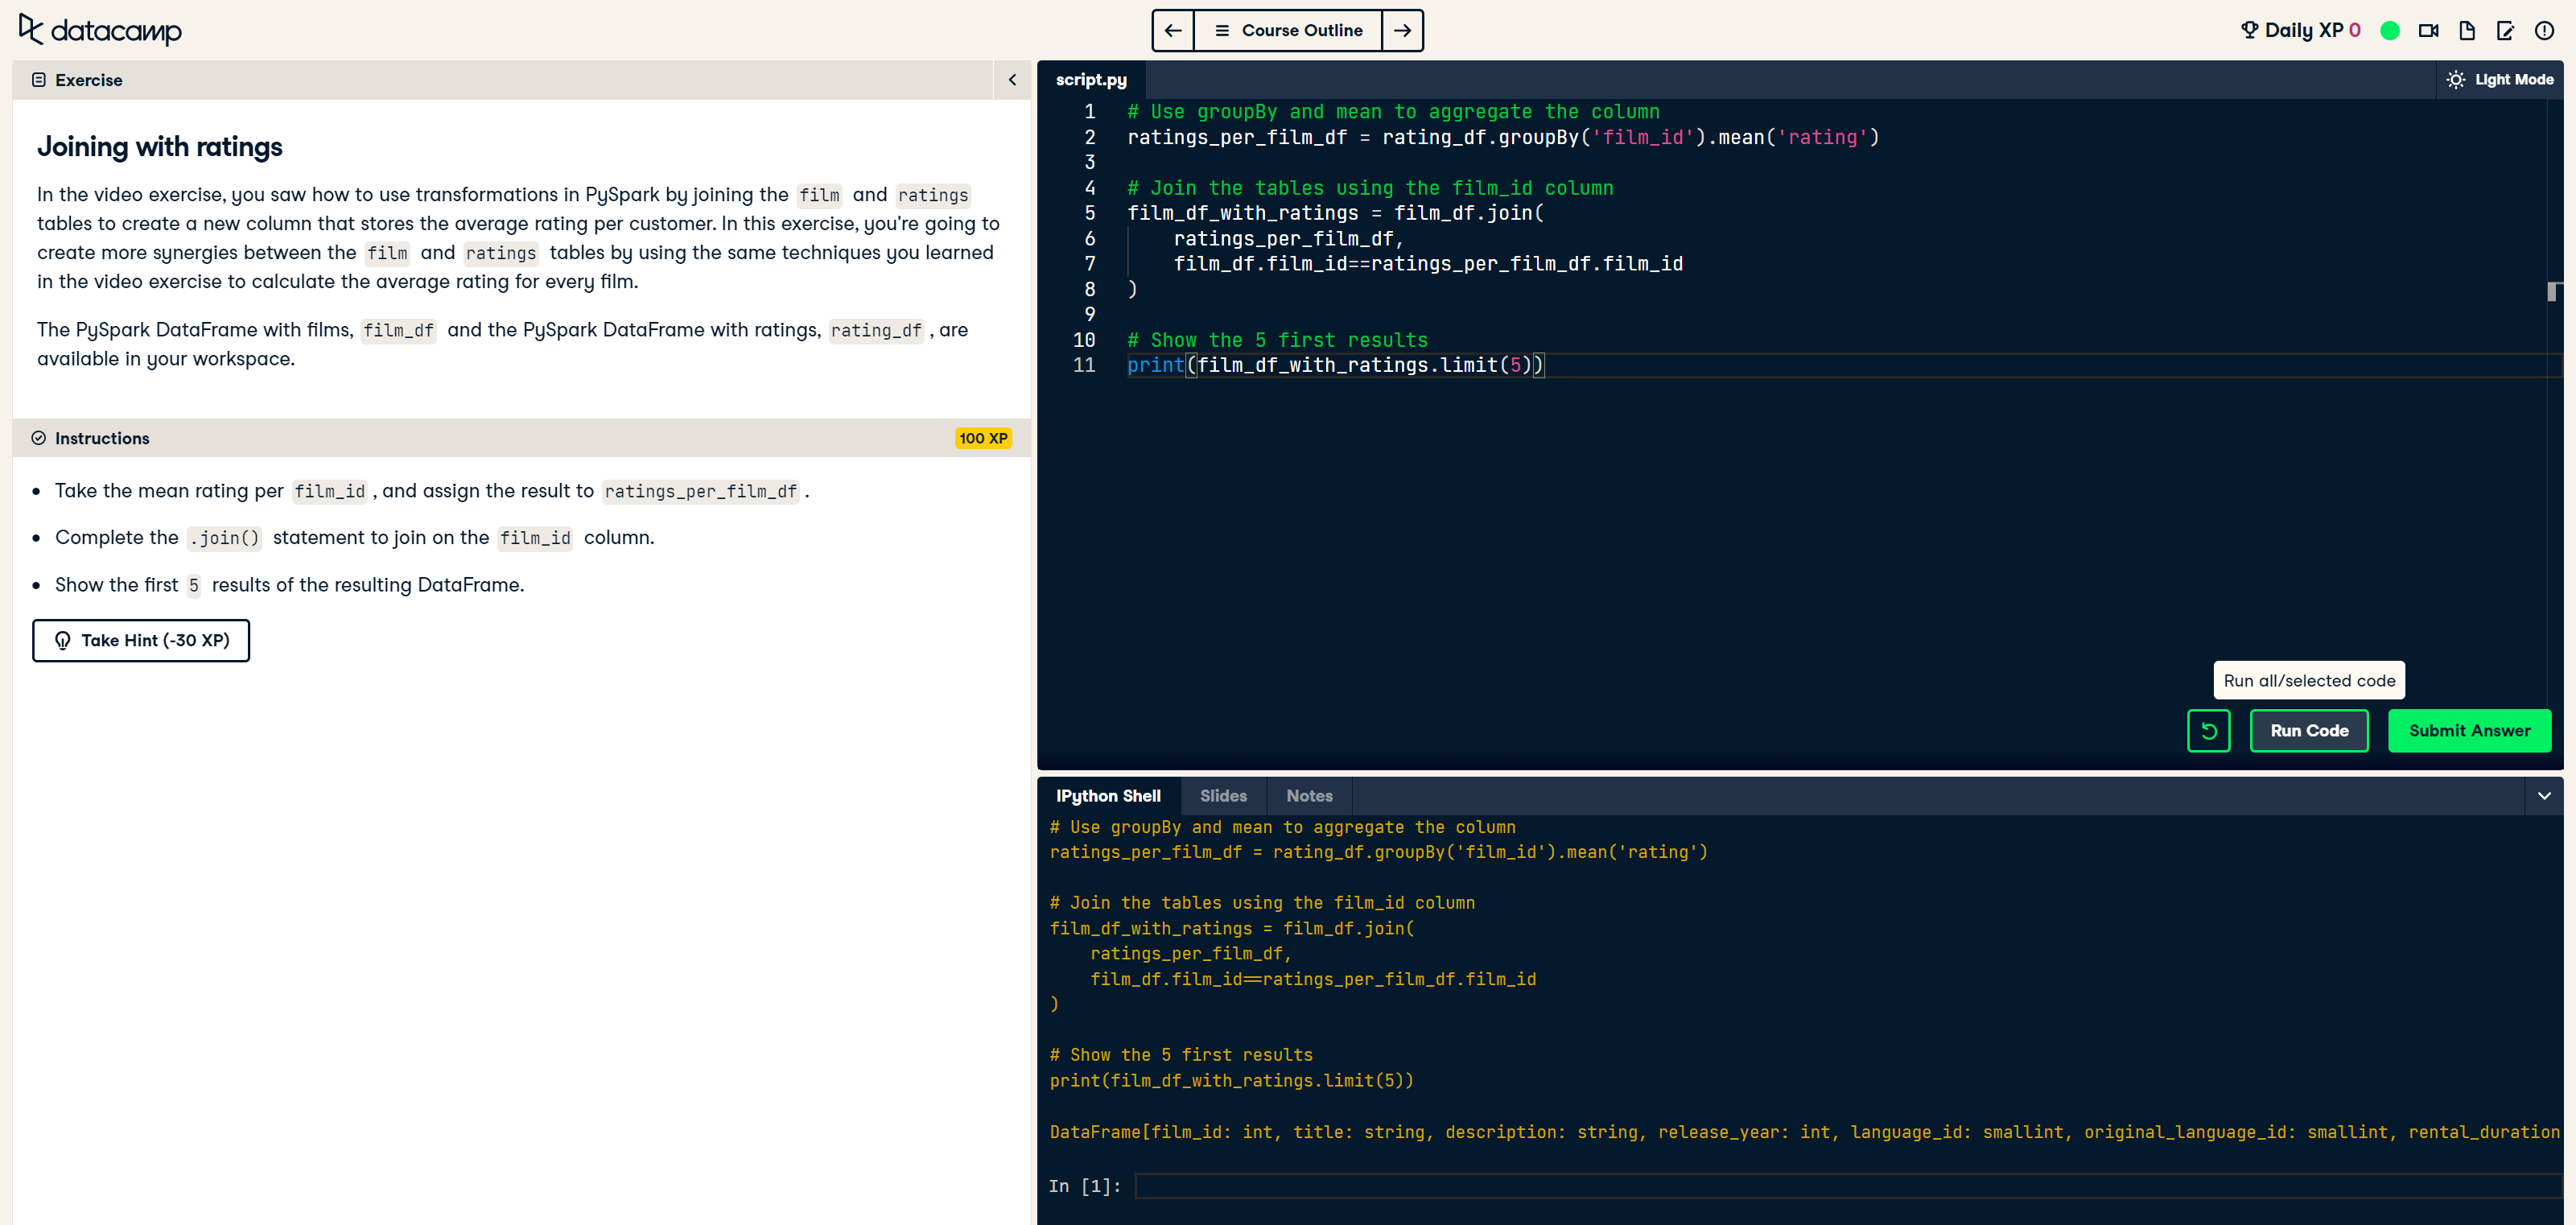 datacamp
Course Outline
Daily XP 0
Exercise
Joining with ratings
In the video exercise, you saw how to use transformations in PySpark by joining the film and ratings
tables to create a new column that stores the average rating per customer. In this exercise, you're going to
create more synergies between the film and ratings tables by using the same techniques you learned
in the video exercise to calculate the average rating for every film.
The PySpark DataFrame with films, film_df and the PySpark DataFrame with ratings, rating_df, are
available in your workspace.
Instructions
100 XP
• Take the mean rating per film_id, and assign the result to ratings_per_film_df.
• Complete the .join() statement to join on the film_id column.
• Show the first 5 results of the resulting DataFrame.
Take Hint (-30 XP)
script.py
Light Mode
1 # Use groupBy and mean to aggregate the column
2 ratings_per_film_df = rating_df.groupBy('film_id').mean('rating')
3
4 # Join the tables using the film_id column
5 film_df_with_ratings = film_df.join(
6     ratings_per_film_df,
7     film_df.film_id==ratings_per_film_df.film_id
8 )
9
10 # Show the 5 first results
11 print(film_df_with_ratings.limit(5))
Run all/selected code
Run Code
Submit Answer
IPython Shell
Slides
Notes
# Use groupBy and mean to aggregate the column
ratings_per_film_df = rating_df.groupBy('film_id').mean('rating')
# Join the tables using the film_id column
film_df_with_ratings = film_df.join(
    ratings_per_film_df,
    film_df.film_id==ratings_per_film_df.film_id
)
# Show the 5 first results
print(film_df_with_ratings.limit(5))
DataFrame[film_id: int, title: string, description: string, release_year: int, language_id: smallint, original_language_id: smallint, rental_duration
In [1]: